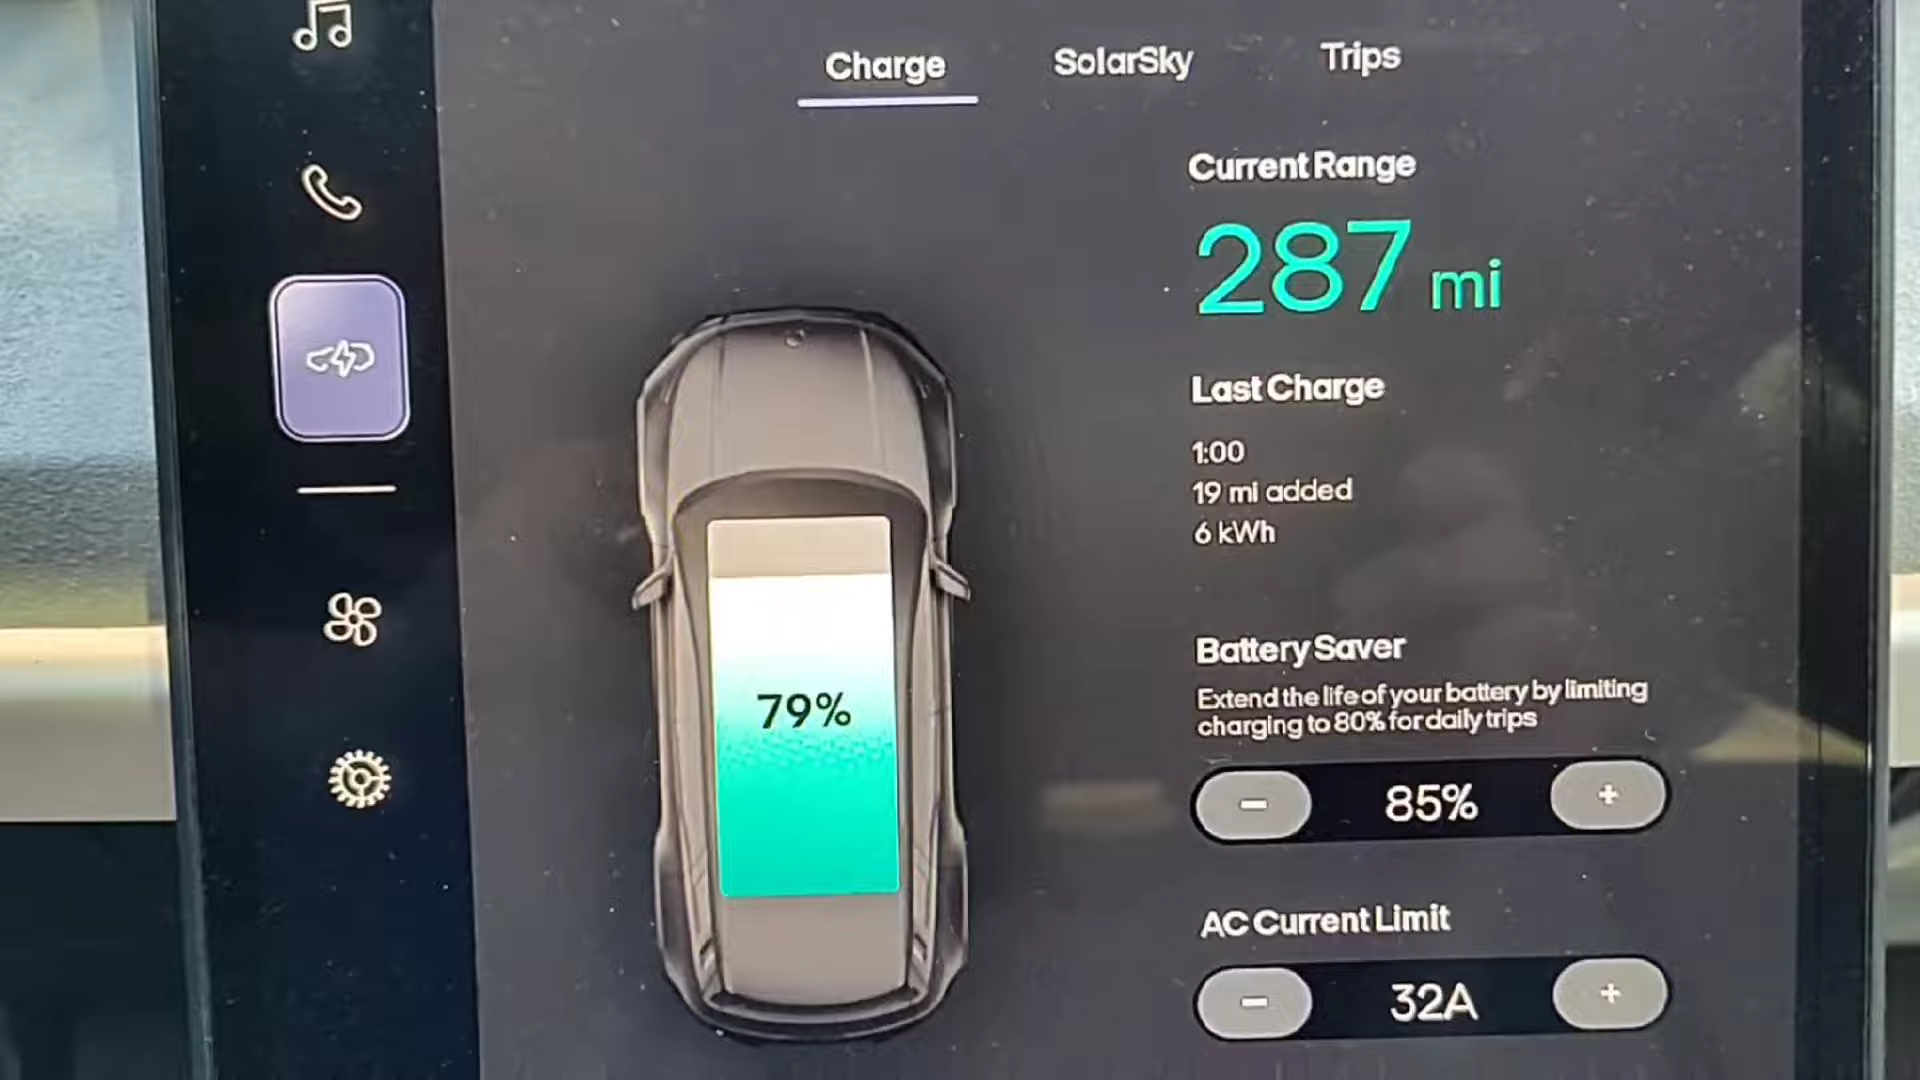 Charge
SolarSky
Trips
Current Range
287 mi
Last Charge
1:00
19 mi added
6 kWh
79%
Battery Saver
Extend the life of your battery by limiting
charging to 80% for daily trips
− 85% +
AC Current Limit
− 32A +